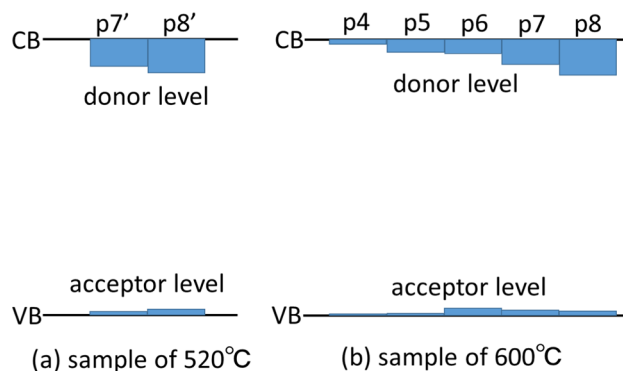 CB
p7’ p8’
donor level
acceptor level
VB
(a) sample of 520℃
CB
p4 p5 p6 p7 p8
donor level
acceptor level
VB
(b) sample of 600℃